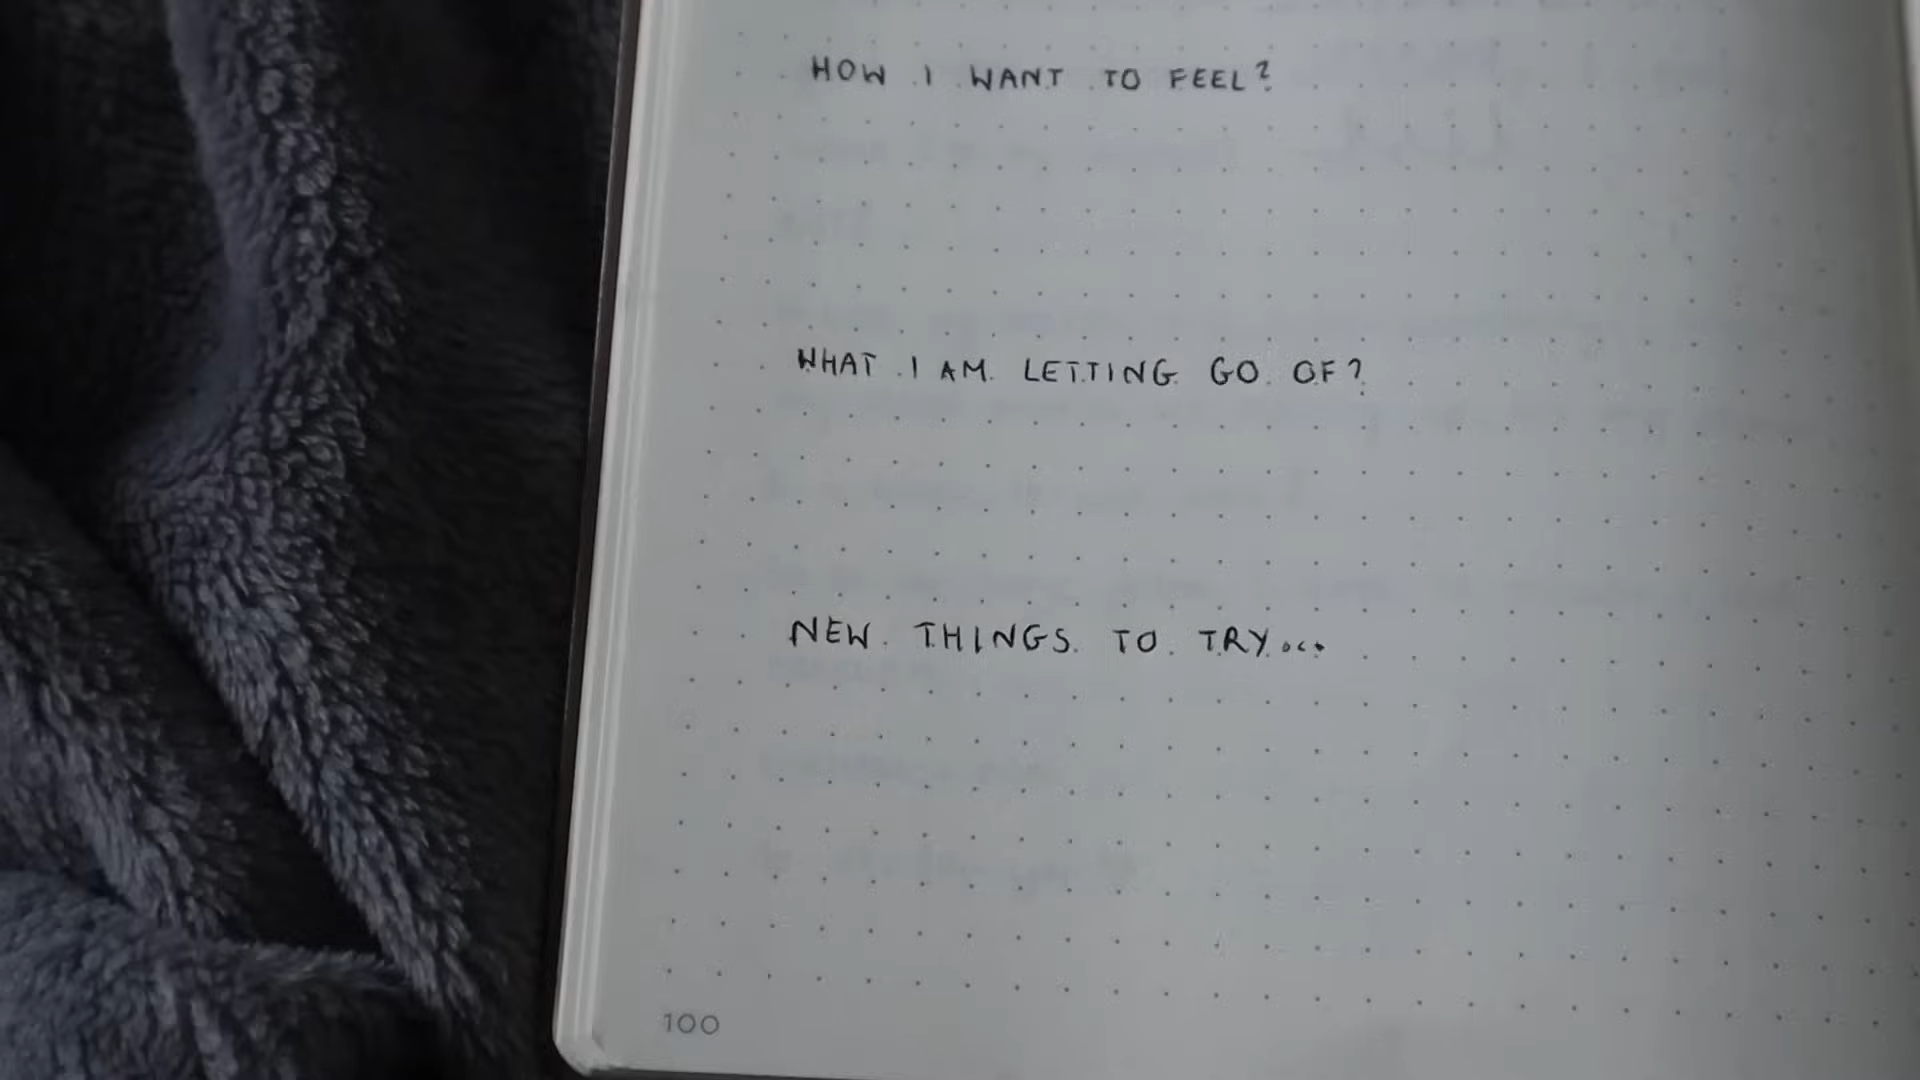 HOW I WANT TO FEEL?
WHAT I AM LETTING GO OF?
NEW THINGS TO TRY...
100